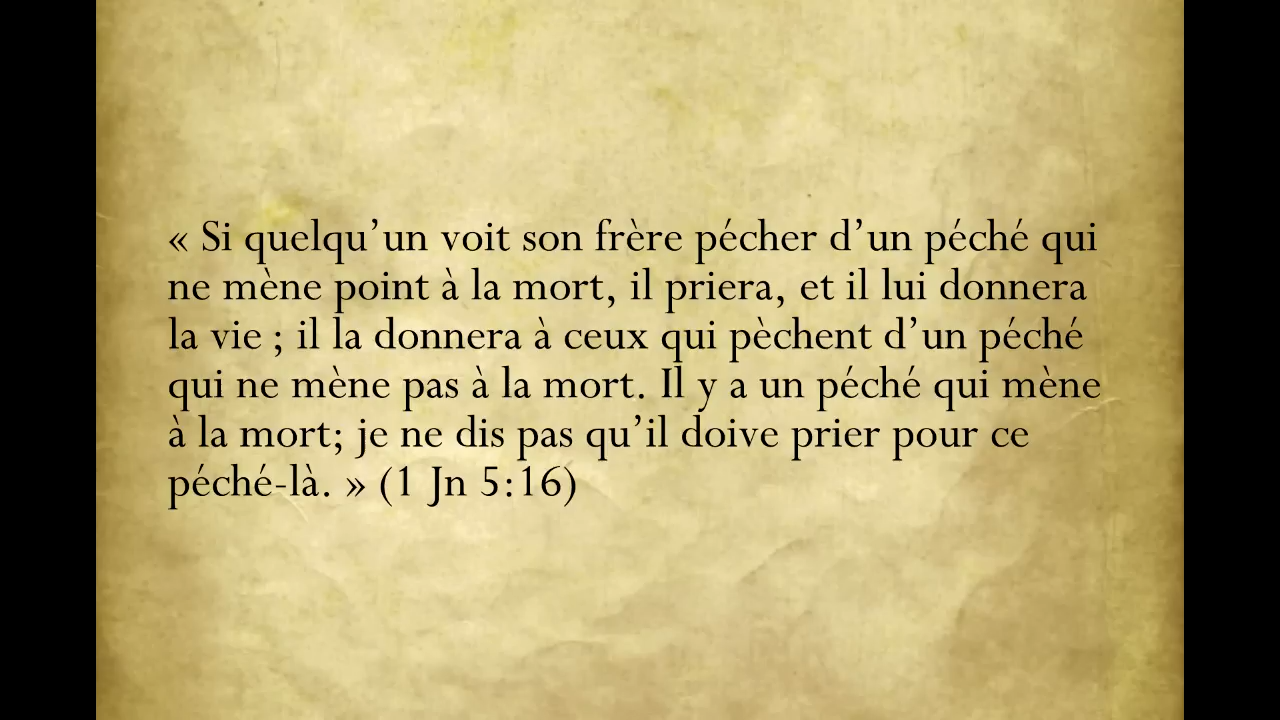 « Si quelqu’un voit son frère pécher d’un péché qui
ne mène point à la mort, il priera, et il lui donnera
la vie ; il la donnera à ceux qui pèchent d’un péché
qui ne mène pas à la mort. Il y a un péché qui mène
à la mort; je ne dis pas qu’il doive prier pour ce
péché-là. » (1 Jn 5:16)